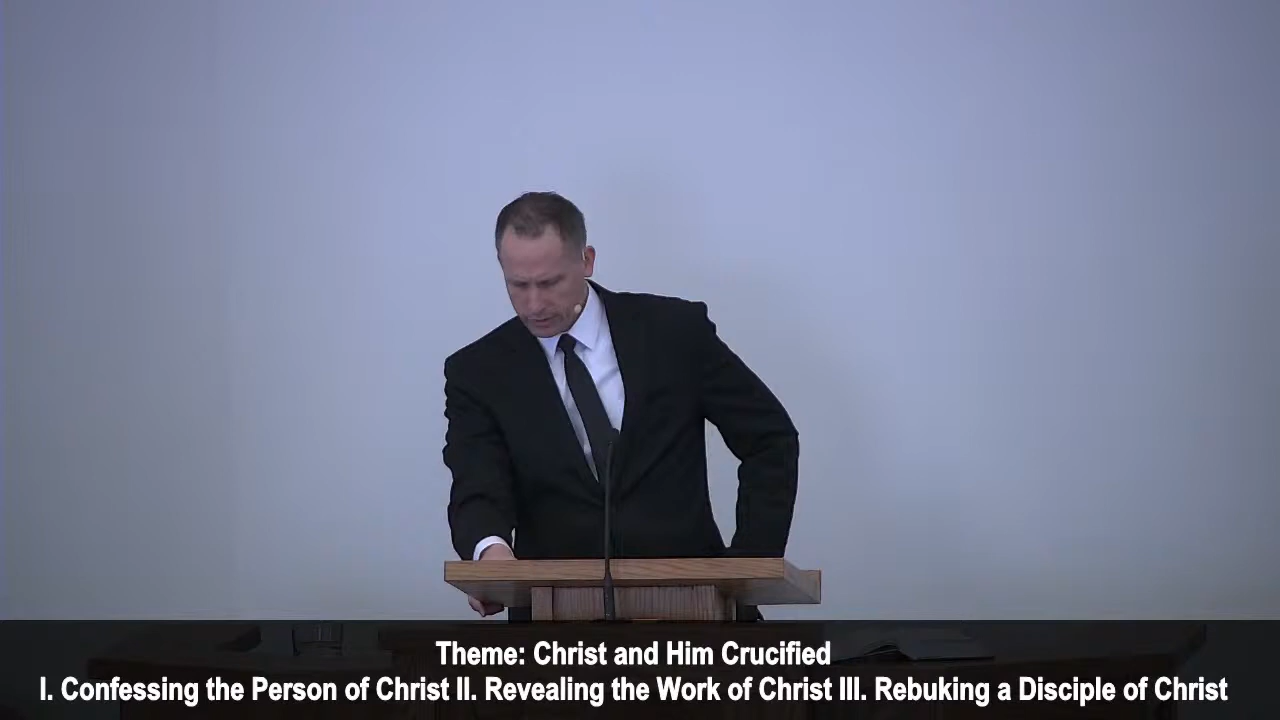 Theme: Christ and Him Crucified
I. Confessing the Person of Christ II. Revealing the Work of Christ III. Rebuking a Disciple of Christ